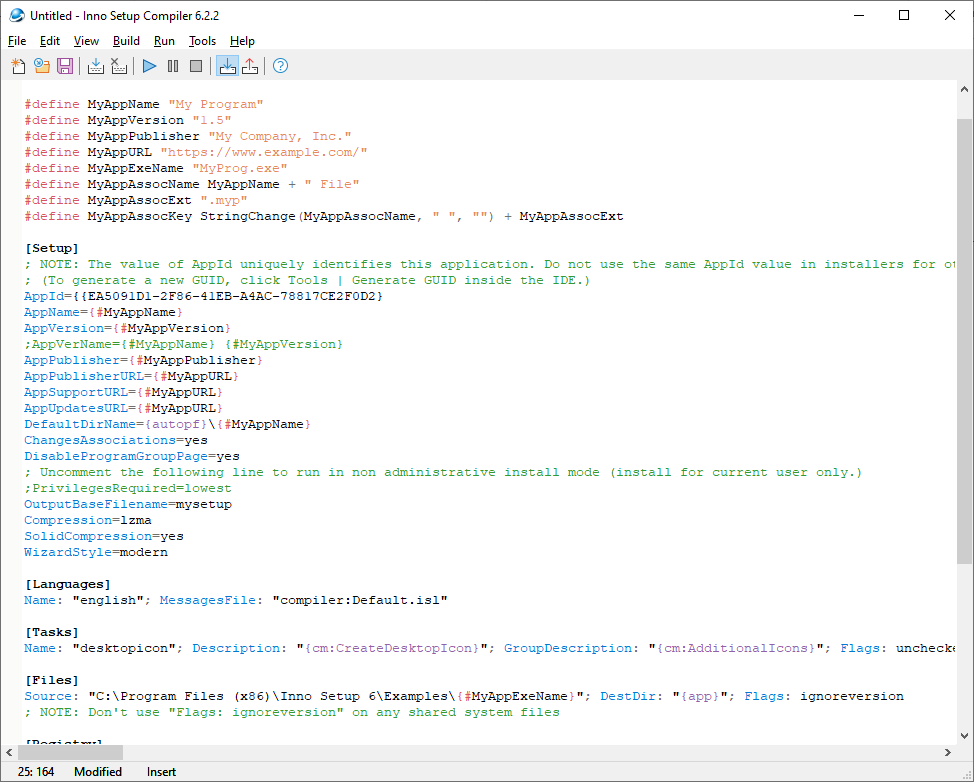 Untitled - Inno Setup Compiler 6.2.2
File Edit View Build Run Tools Help
#define MyAppName "My Program"
#define MyAppVersion "1.5"
#define MyAppPublisher "My Company, Inc."
#define MyAppURL "https://www.example.com/"
#define MyAppExeName "MyProg.exe"
#define MyAppAssocName MyAppName + " File"
#define MyAppAssocExt ".myp"
#define MyAppAssocKey StringChange(MyAppAssocName, " ", "") + MyAppAssocExt
[Setup]
; NOTE: The value of AppId uniquely identifies this application. Do not use the same AppId value in installers for
; (To generate a new GUID, click Tools | Generate GUID inside the IDE.)
AppId={{EA5091D1-2F86-41EB-A4AC-78817CE2F0D2}
AppName={#MyAppName}
AppVersion={#MyAppVersion}
;AppVerName={#MyAppName} {#MyAppVersion}
AppPublisher={#MyAppPublisher}
AppPublisherURL={#MyAppURL}
AppSupportURL={#MyAppURL}
AppUpdatesURL={#MyAppURL}
DefaultDirName={autopf}\{#MyAppName}
ChangesAssociations=yes
DisableProgramGroupPage=yes
; Uncomment the following line to run in non administrative install mode (install for current user only.)
;PrivilegesRequired=lowest
OutputBaseFilename=mysetup
Compression=lzma
SolidCompression=yes
WizardStyle=modern
[Languages]
Name: "english"; MessagesFile: "compiler:Default.isl"
[Tasks]
Name: "desktopicon"; Description: "{cm:CreateDesktopIcon}"; GroupDescription: "{cm:AdditionalIcons}"; Flags: unchecke
[Files]
Source: "C:\Program Files (x86)\Inno Setup 6\Examples\{#MyAppExeName}"; DestDir: "{app}"; Flags: ignoreversion
; NOTE: Don't use "Flags: ignoreversion" on any shared system files
[Registry]
25: 164 Modified Insert